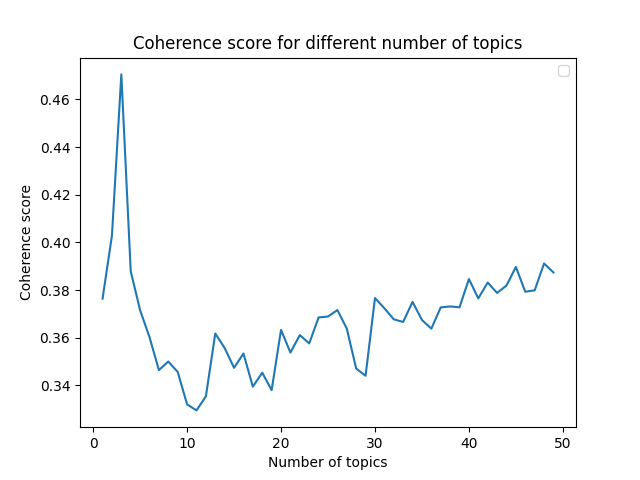 Coherence score for different number of topics
0.46
0.44
0.42
0.40
0.38
0.36
0.34
Coherence score
0 10 20 30 40 50
Number of topics